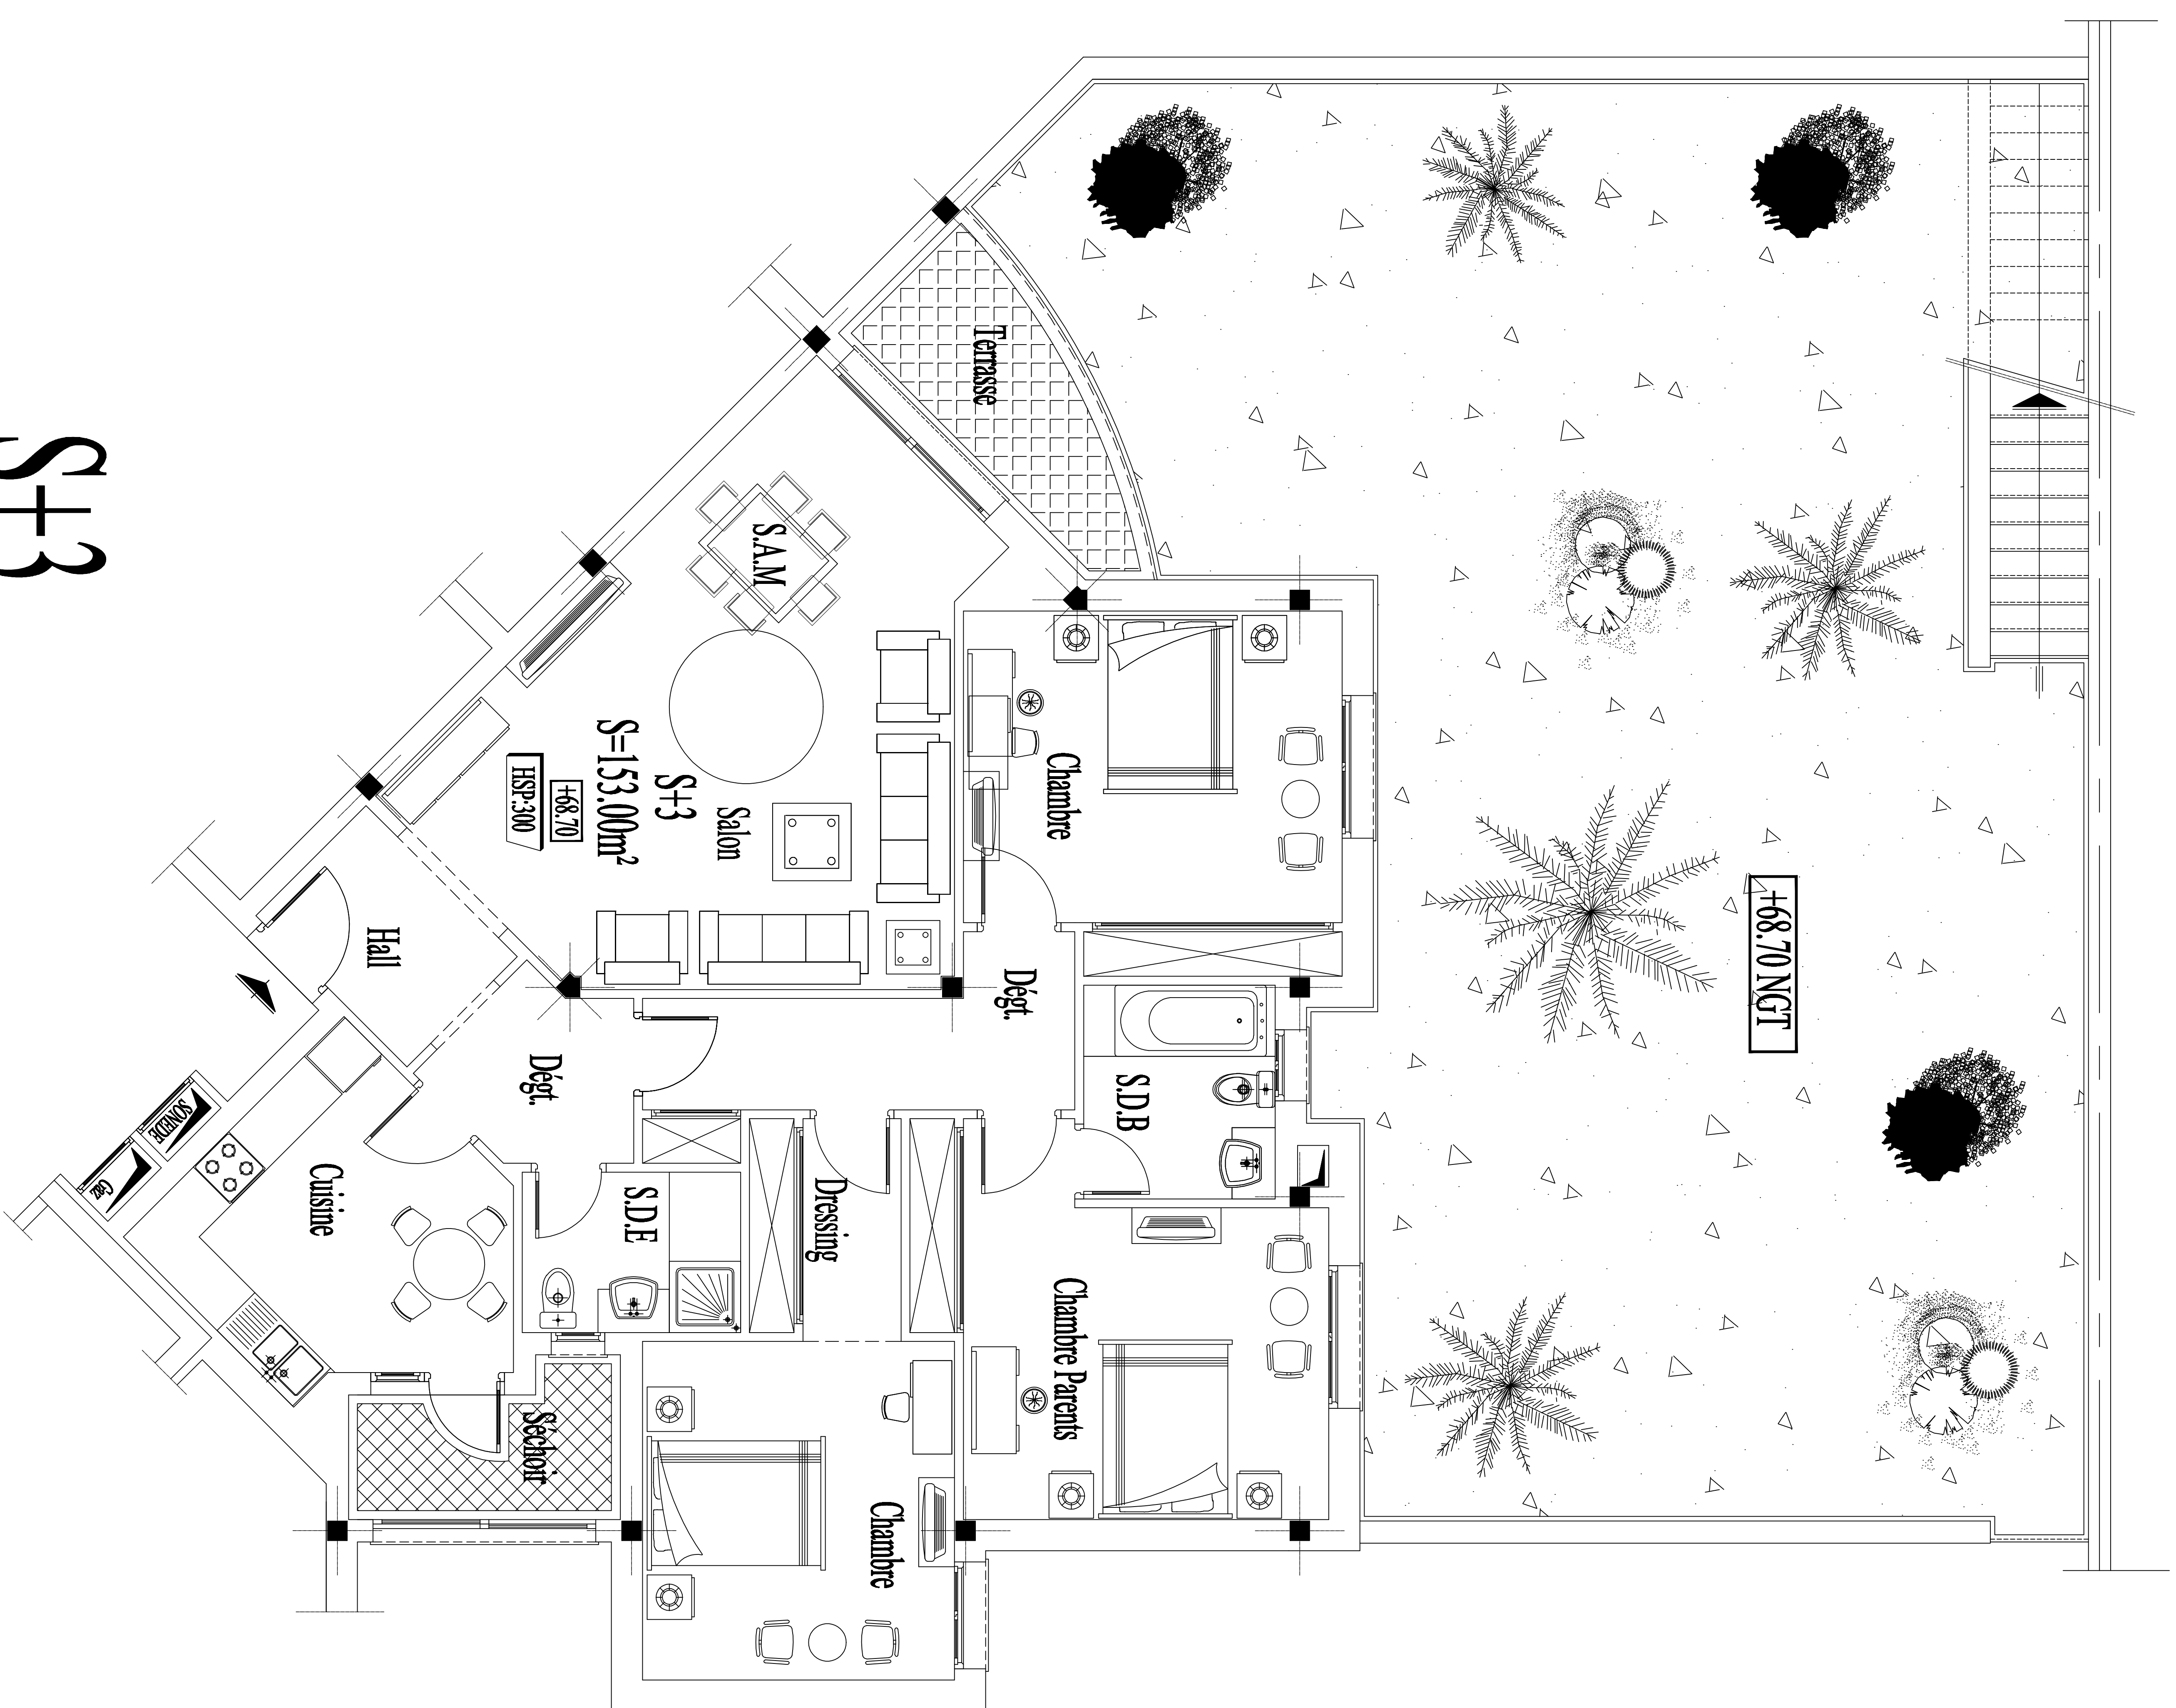 S+3
Terrasse
S.A.M
Salon
S+3
S=153.00m²
+68.70
HSP:300
Chambre
Hall
Dégt.
Dégt.
S.D.B
SONEDE
Gaz
Cuisine
S.D.E
Dressing
Chambre Parents
Séchoir
Chambre
+68.70 NGT